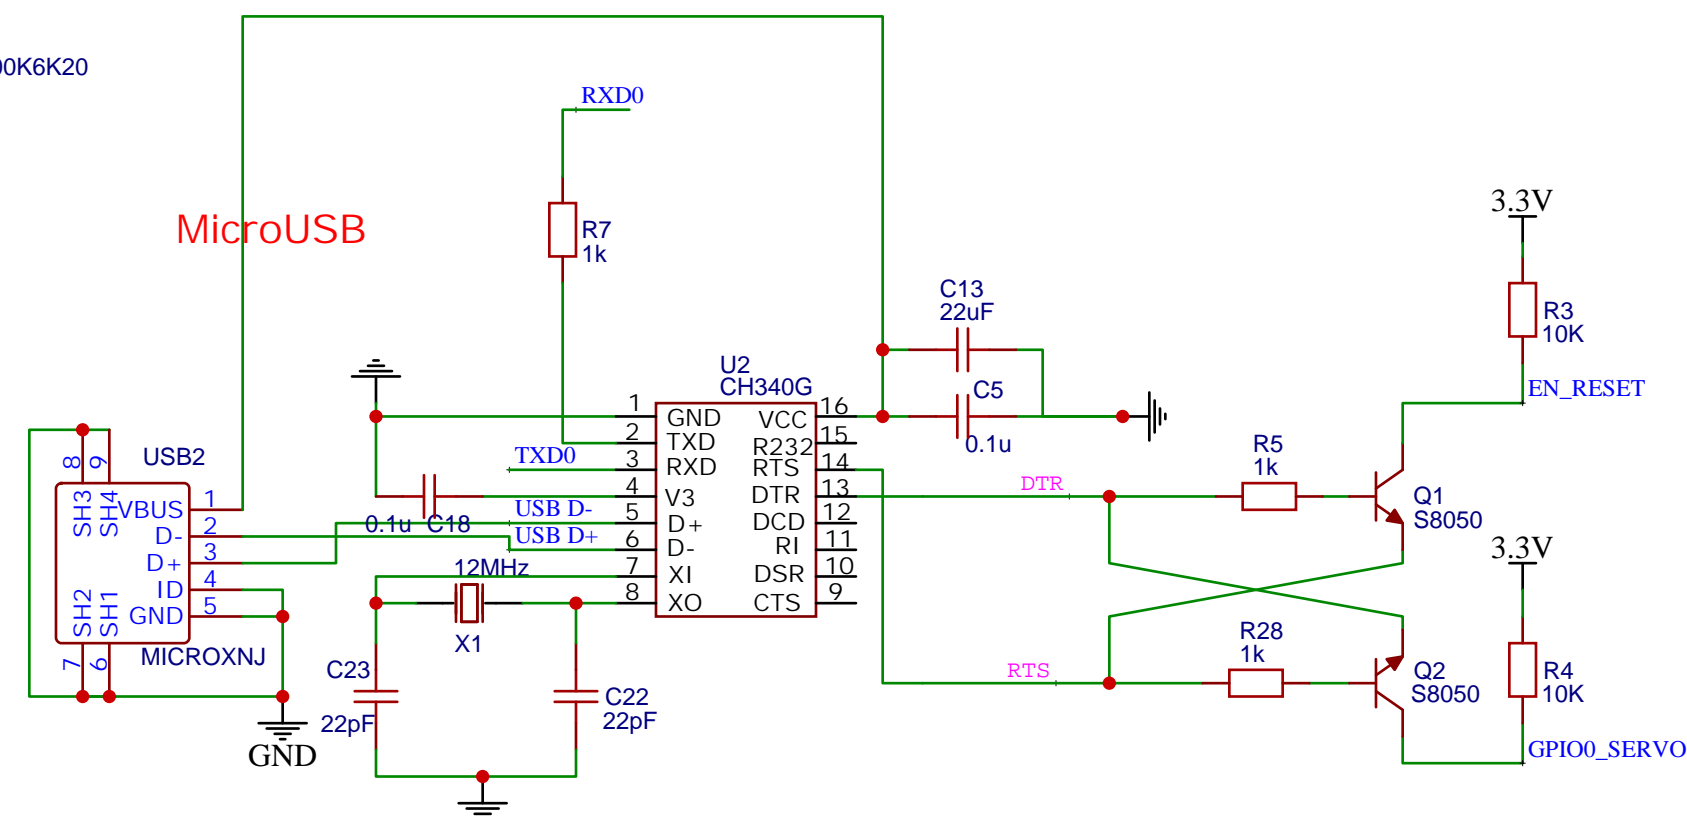 00K6K20
RXD0
MicroUSB
R7
1k
3.3V
C13
22uF
R3
10K
U2
CH340G
EN_RESET
C5
0.1u
1 GND VCC 16
2 TXD R232 15
3 RXD RTS 14
4 V3 DTR 13
5 D+ DCD 12
6 D- RI 11
7 XI DSR 10
8 XO CTS 9
TXD0
USB D-
USB D+
0.1u C18
12MHz
X1
USB2
8 9
SH3 SH4
VBUS 1
D- 2
D+ 3
ID 4
GND 5
SH2 SH1
7 6
MICROXNJ
GND
C23
22pF
C22
22pF
DTR
R5
1k
Q1
S8050
3.3V
RTS
R28
1k
Q2
S8050
R4
10K
GPIO0_SERVO